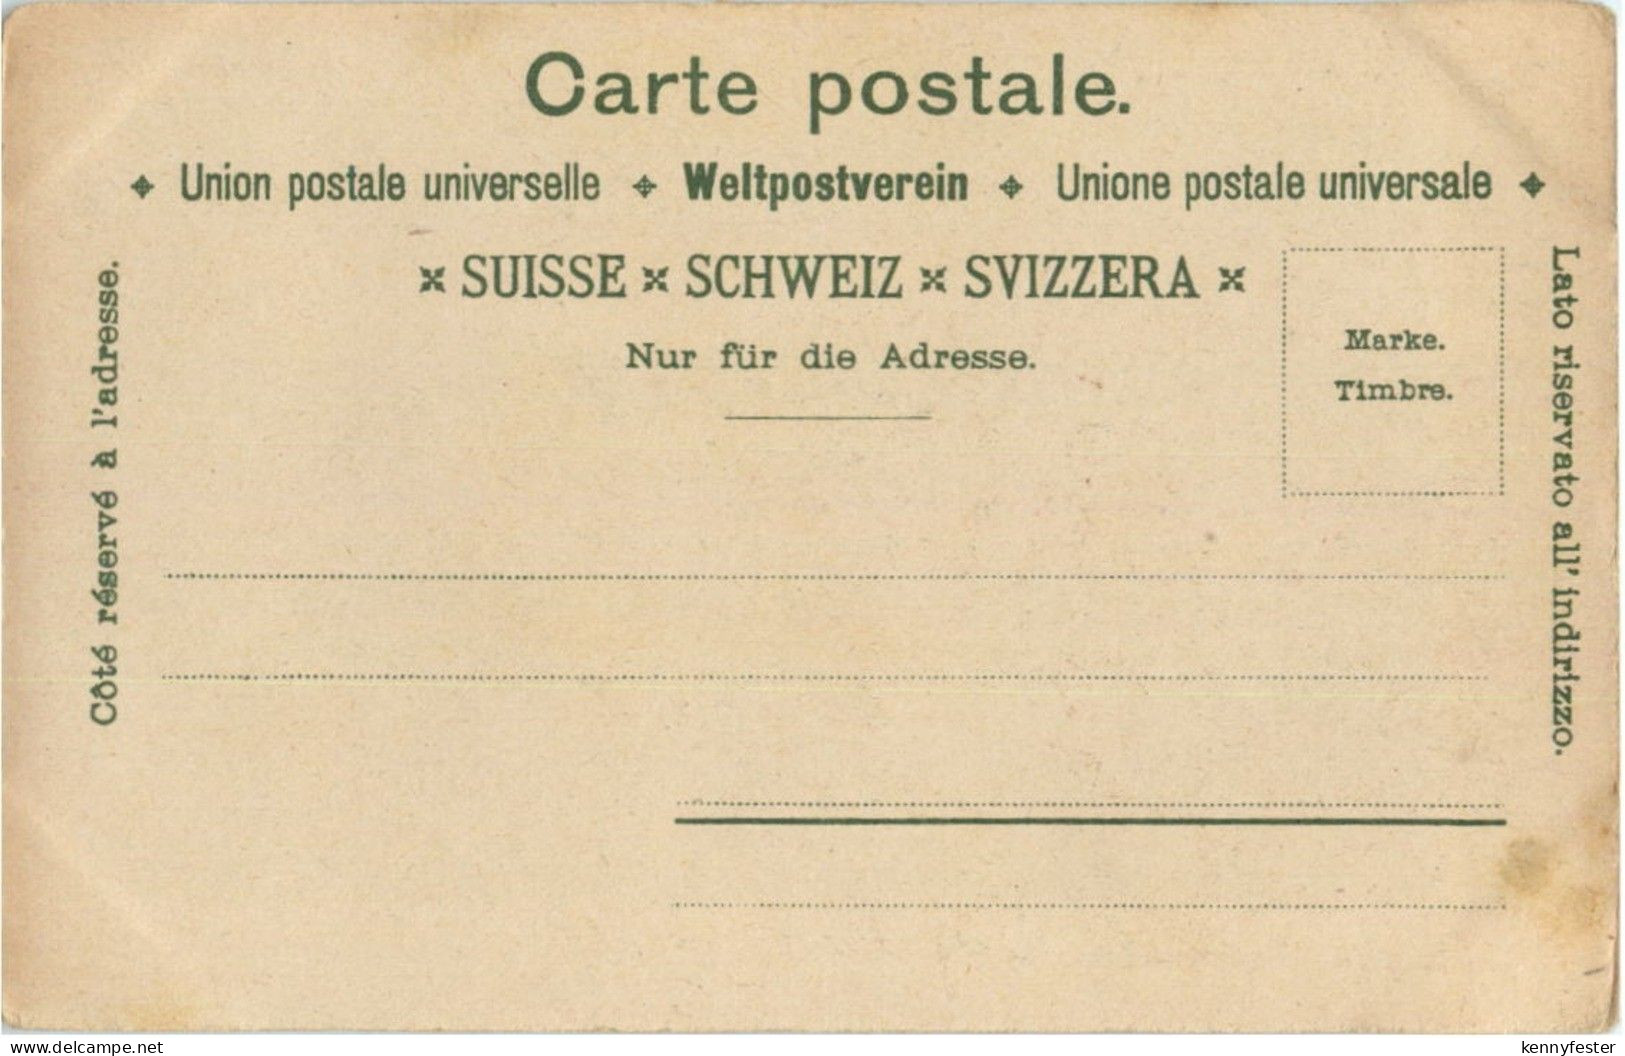 Carte postale.
Union postale universelle Weltpostverein Unione postale universale
SUISSE SCHWEIZ SVIZZERA
Nur für die Adresse.
Marke.
Timbre.
Côté réservé à l'adresse.
Lato riservato all' indirizzo.
www.delcampe.net
kennyfester